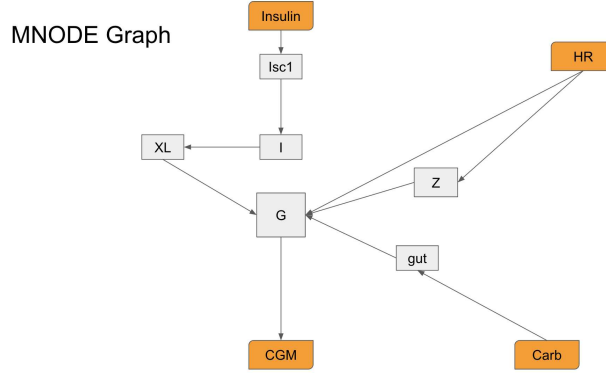 MNODE Graph
Insulin
HR
Isc1
XL
I
Z
G
gut
CGM
Carb